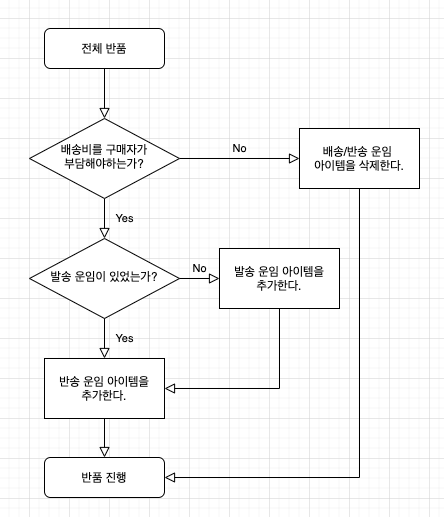 전체 반품
배송비를 구매자가
부담해야하는가?
No
배송/반송 운임
아이템을 삭제한다.
Yes
발송 운임이 있었는가?
No
발송 운임 아이템을
추가한다.
Yes
반송 운임 아이템을
추가한다.
반품 진행